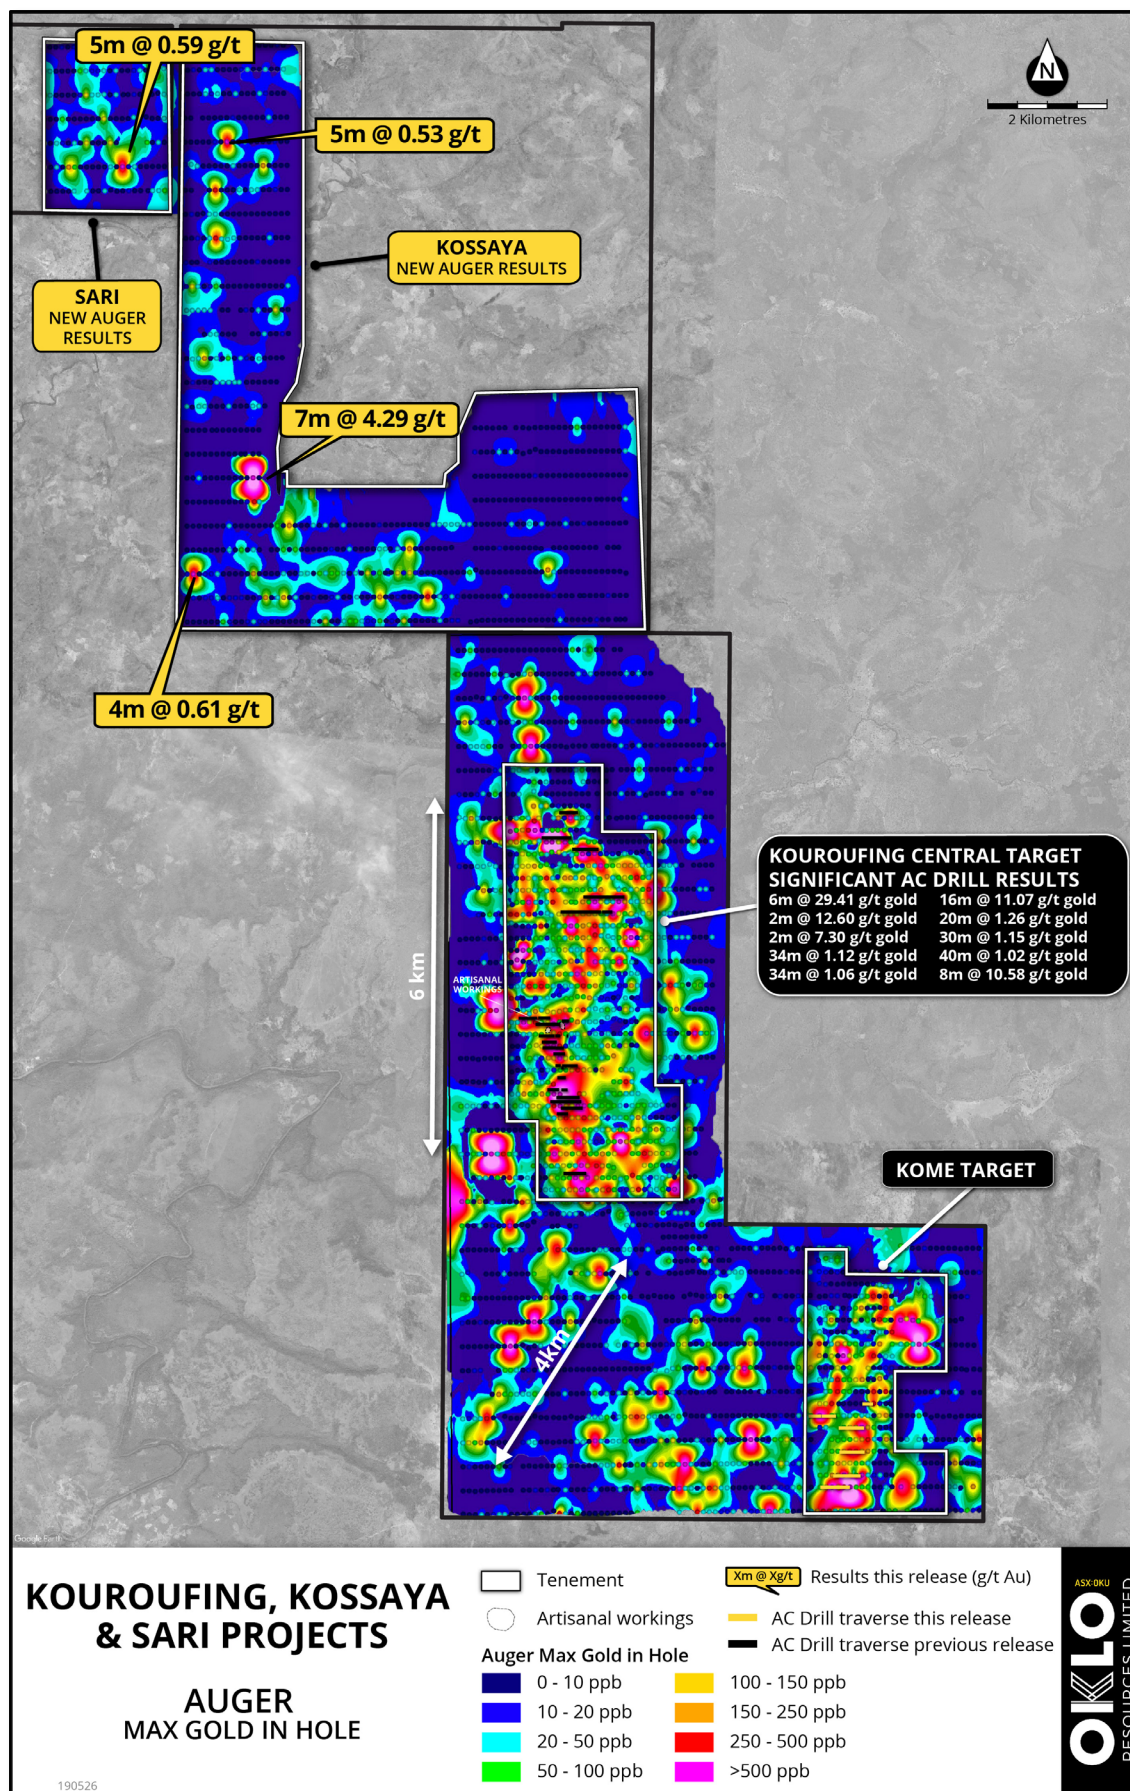 5m @ 0.59 g/t
N
2 Kilometres
5m @ 0.53 g/t
KOSSAYA
NEW AUGER RESULTS
SARI
NEW AUGER
RESULTS
7m @ 4.29 g/t
4m @ 0.61 g/t
KOUROUFING CENTRAL TARGET
SIGNIFICANT AC DRILL RESULTS
6m @ 29.41 g/t gold 16m @ 11.07 g/t gold
2m @ 12.60 g/t gold 20m @ 1.26 g/t gold
2m @ 7.30 g/t gold 30m @ 1.15 g/t gold
34m @ 1.12 g/t gold 40m @ 1.02 g/t gold
34m @ 1.06 g/t gold 8m @ 10.58 g/t gold
6 km
ARTISANAL
WORKINGS
KOME TARGET
4km
Google Earth
KOUROUFING, KOSSAYA
& SARI PROJECTS
AUGER
MAX GOLD IN HOLE
190526
Tenement
Artisanal workings
Xm @ Xg/t Results this release (g/t Au)
AC Drill traverse this release
AC Drill traverse previous release
Auger Max Gold in Hole
0 - 10 ppb
10 - 20 ppb
20 - 50 ppb
50 - 100 ppb
100 - 150 ppb
150 - 250 ppb
250 - 500 ppb
>500 ppb
ASX:OKU
OKLO
RESOURCES LIMITED